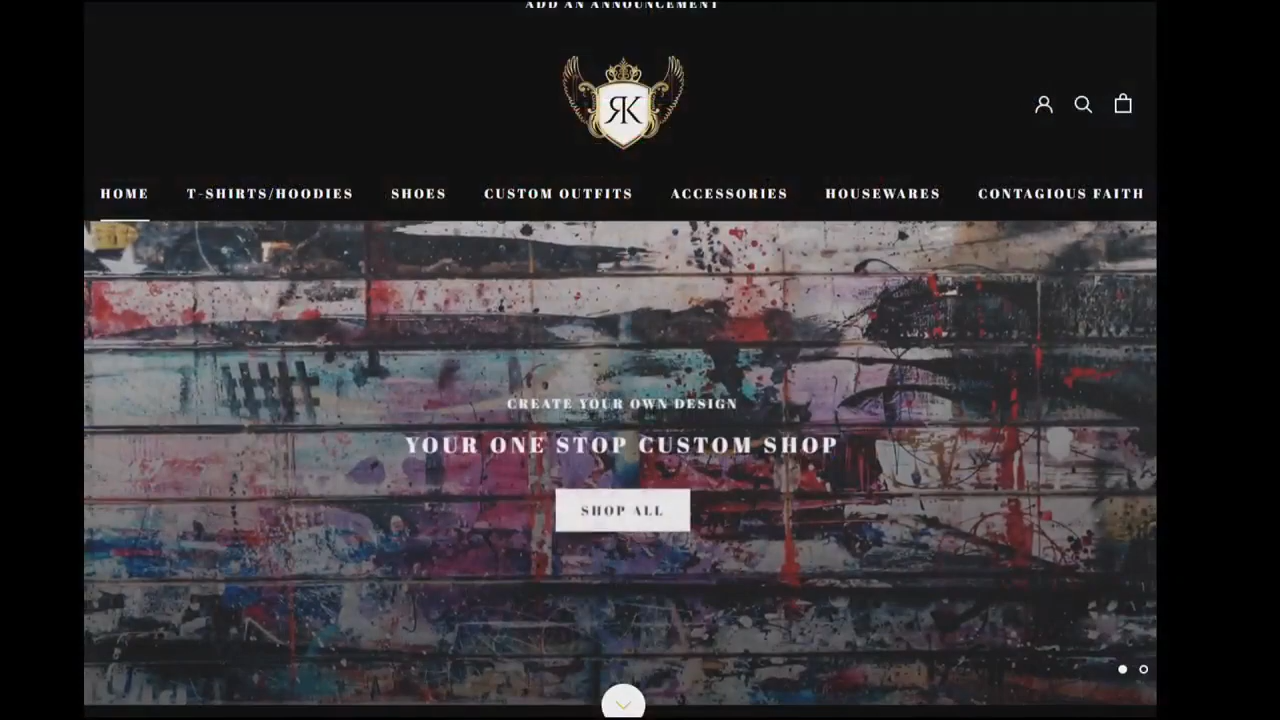 ADD AN ANNOUNCEMENT
RK
HOME T-SHIRTS/HOODIES SHOES CUSTOM OUTFITS ACCESSORIES HOUSEWARES CONTAGIOUS FAITH
CREATE YOUR OWN DESIGN
YOUR ONE STOP CUSTOM SHOP
SHOP ALL